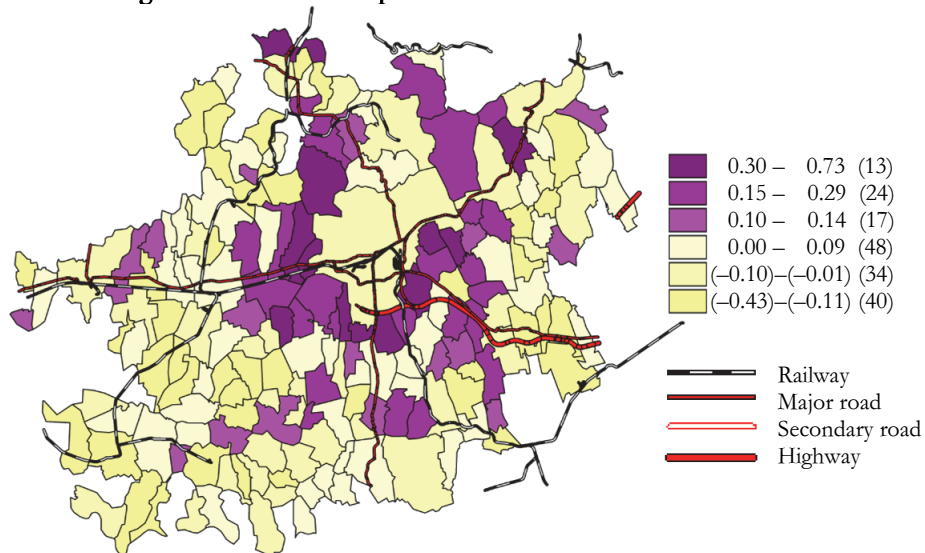 0.30 – 0.73 (13)
0.15 – 0.29 (24)
0.10 – 0.14 (17)
0.00 – 0.09 (48)
(–0.10)–(–0.01) (34)
(–0.43)–(–0.11) (40)
Railway
Major road
Secondary road
Highway